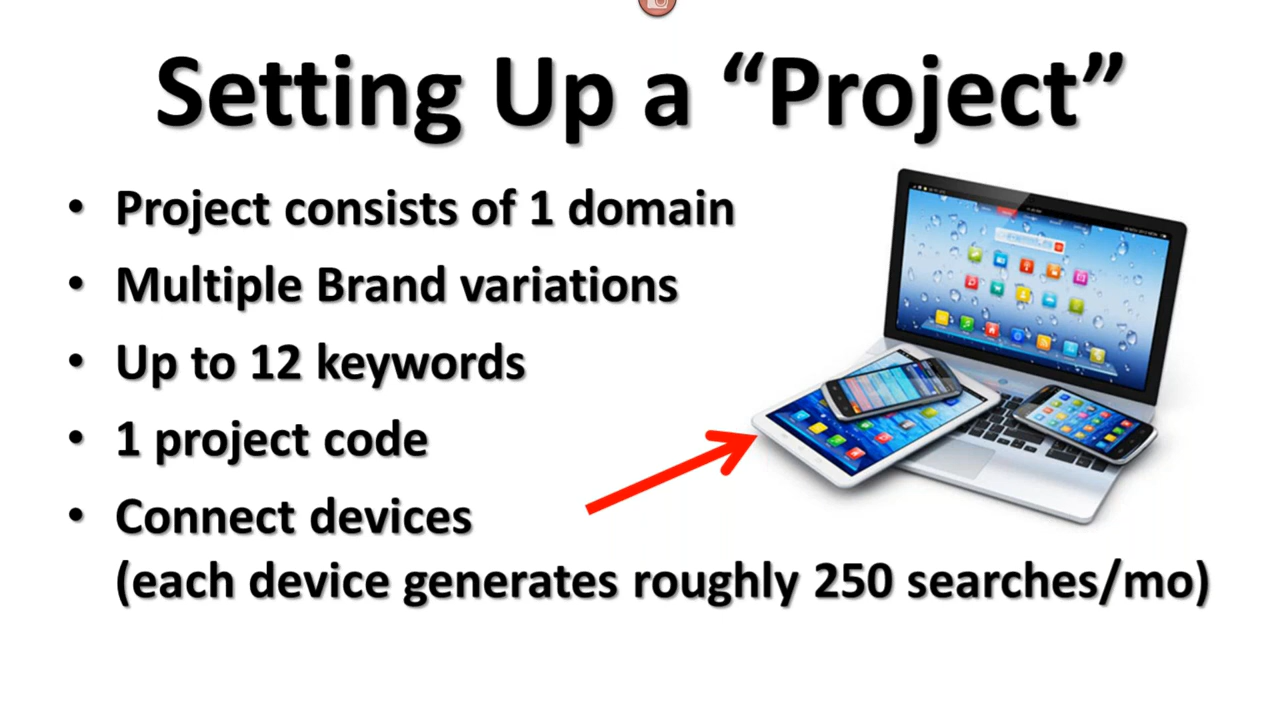 Setting Up a “Project”
• Project consists of 1 domain
• Multiple Brand variations
• Up to 12 keywords
• 1 project code
• Connect devices
(each device generates roughly 250 searches/mo)